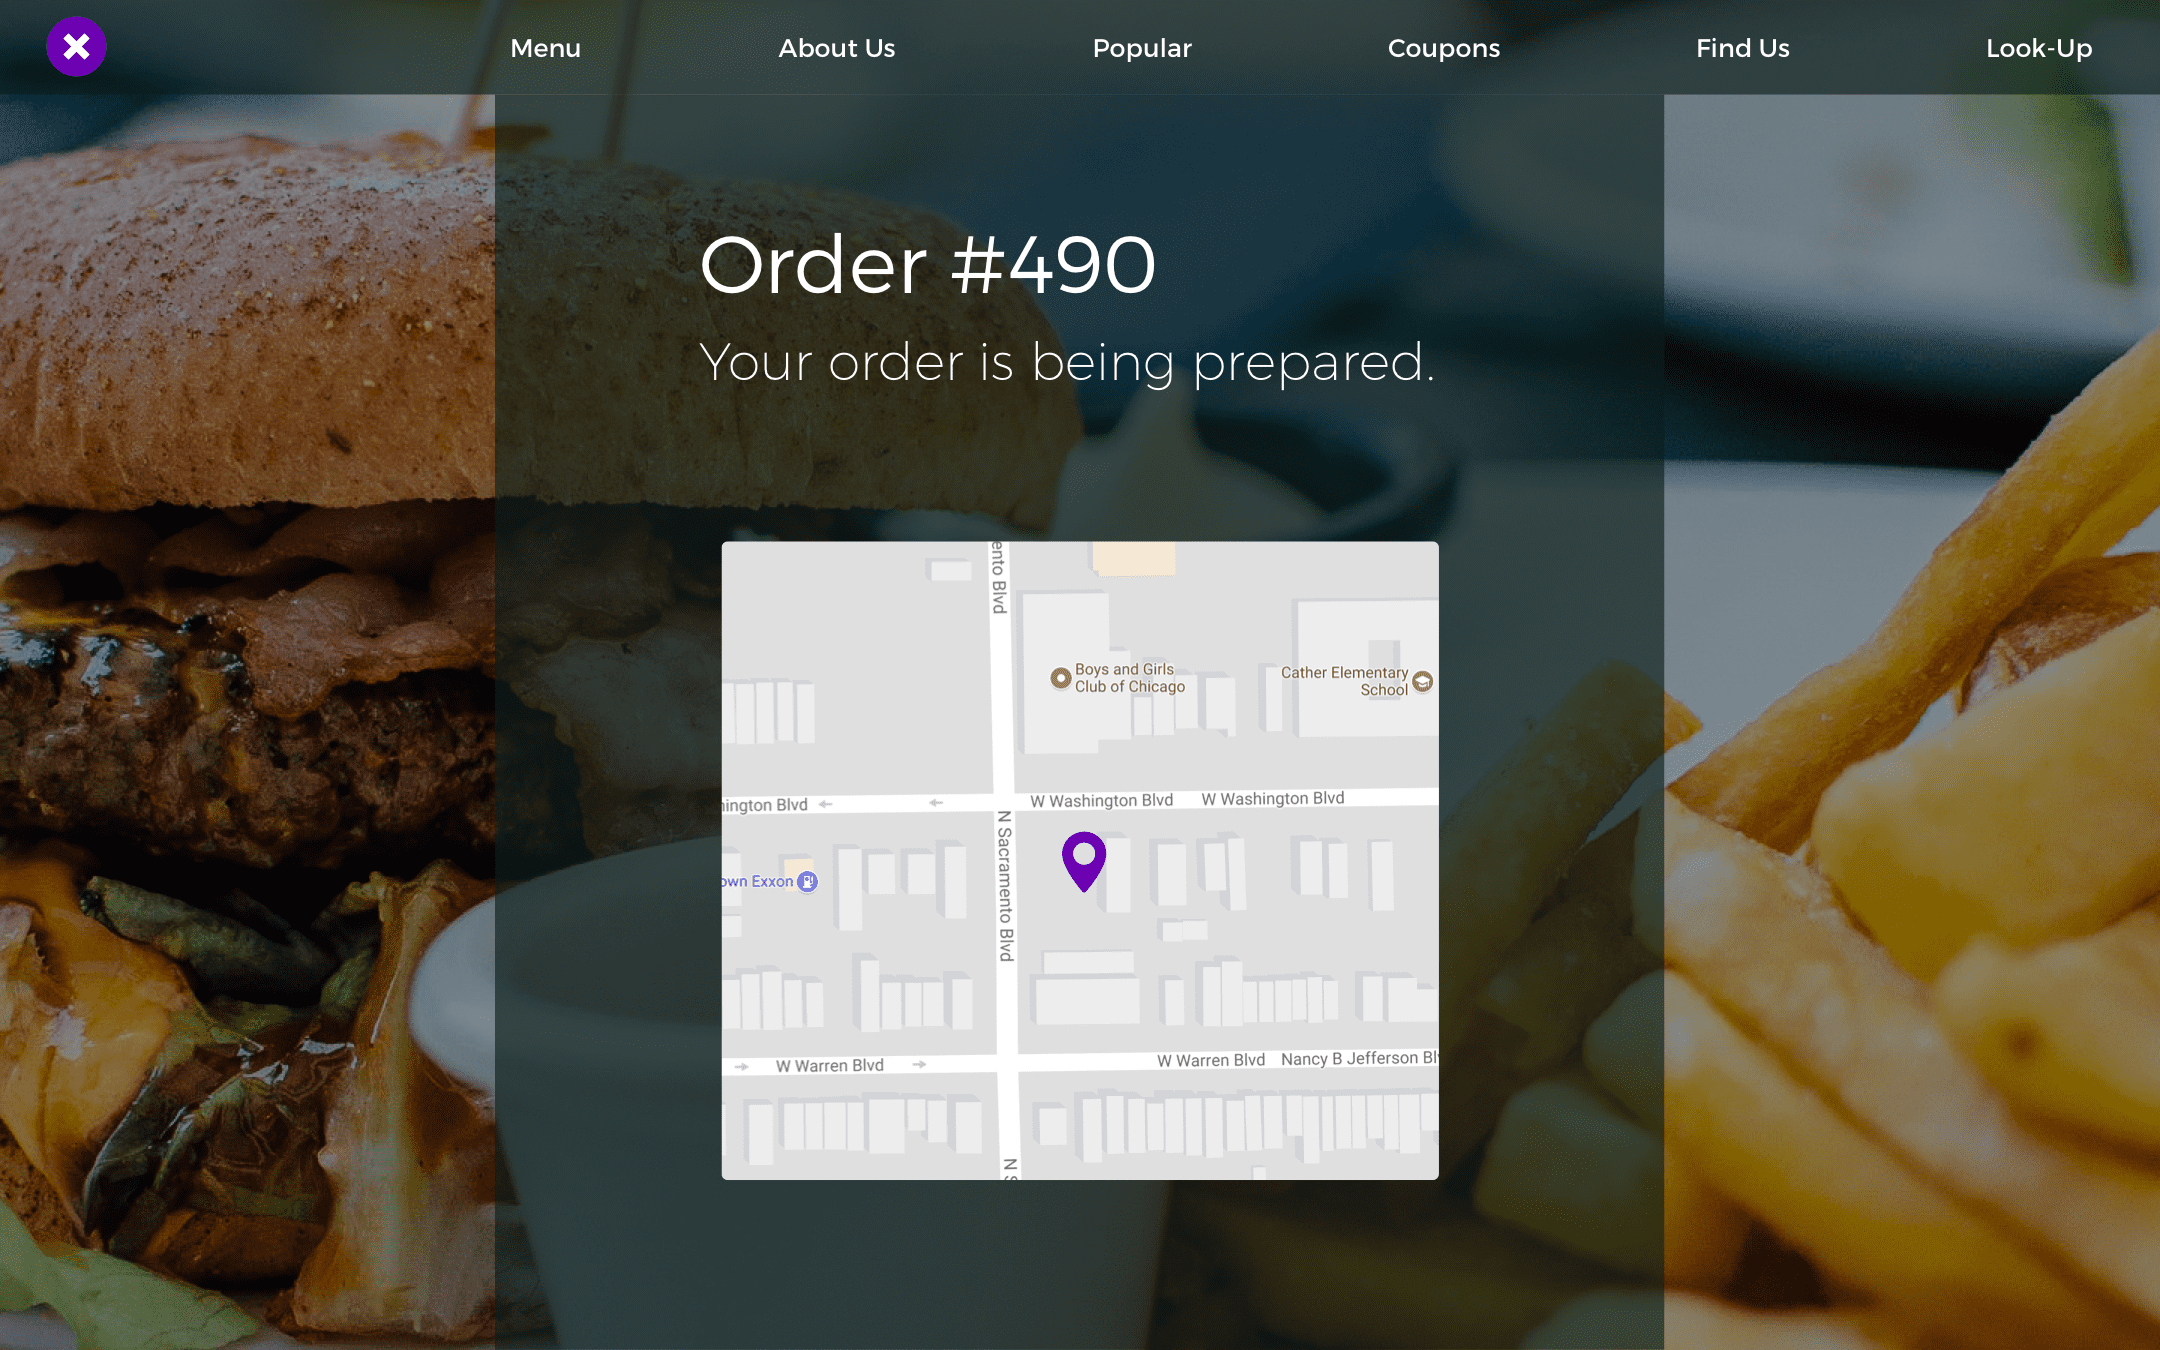 Menu
About Us
Popular
Coupons
Find Us
Look-Up
Order #490
Your order is being prepared.
ento Blvd
Boys and Girls
Club of Chicago
Cather Elementary
School
hington Blvd
W Washington Blvd
W Washington Blvd
N Sacramento Blvd
own Exxon
W Warren Blvd
W Warren Blvd
Nancy B Jefferson Blv
N S